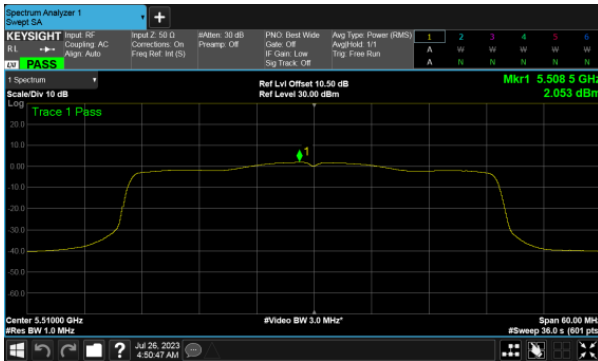 Spectrum Analyzer 1
Swept SA
+
KEYSIGHT Input: RF Input Z: 50 Ω #Atten: 30 dB PNO: Best Wide Avg Type: Power (RMS) 1 2 3 4 5 6
R L Coupling: AC Corrections: On Preamp: Off Gate: Off Avg|Hold: 1/1 A W W W W W
Align: Auto Freq Ref: Int (S) IF Gain: Low Trig: Free Run
LXI PASS Sig Track: Off A N N N N N
1 Spectrum Ref Lvl Offset 10.50 dB Mkr1 5.508 5 GHz
Scale/Div 10 dB Ref Level 30.00 dBm 2.053 dBm
Log
Trace 1 Pass
20.0
10.0
1
0.00
-10.0
-20.0
-30.0
-40.0
-50.0
-60.0
Center 5.51000 GHz #Video BW 3.0 MHz* Span 60.00 MHz
#Res BW 1.0 MHz #Sweep 36.0 s (601 pts)
? Jul 26, 2023
4:50:47 AM